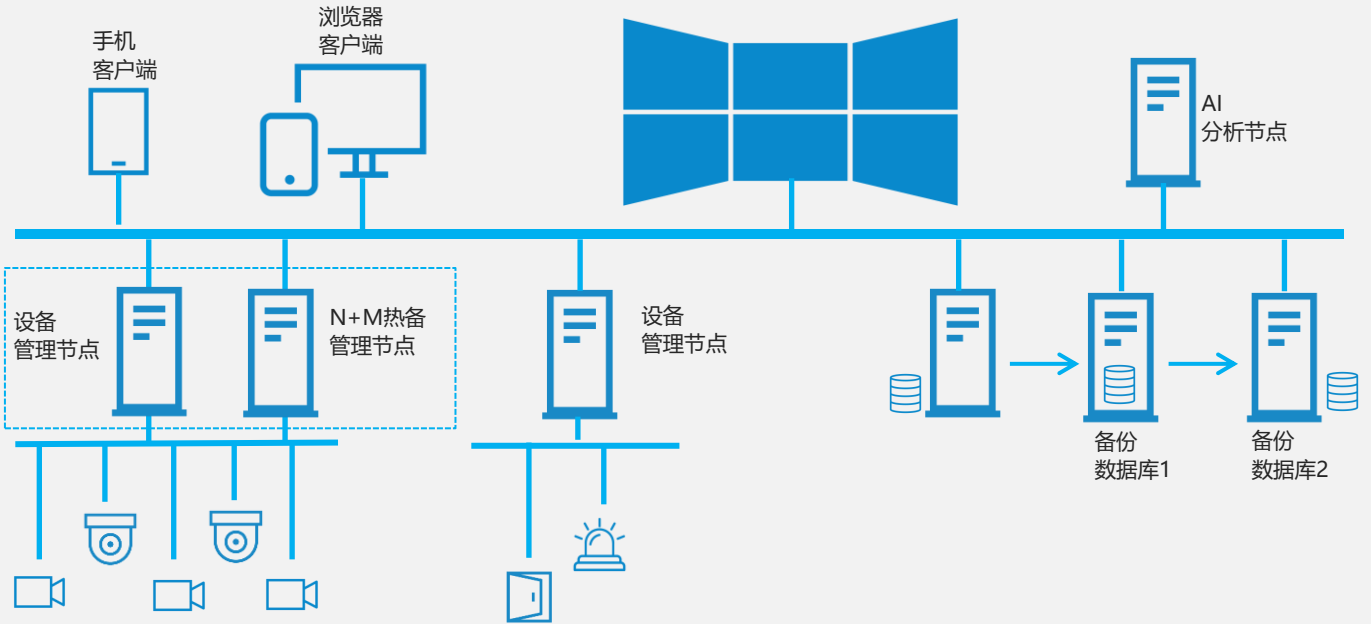 手机
客户端
浏览器
客户端
AI
分析节点
设备
管理节点
N+M热备
管理节点
设备
管理节点
备份
数据库1
备份
数据库2